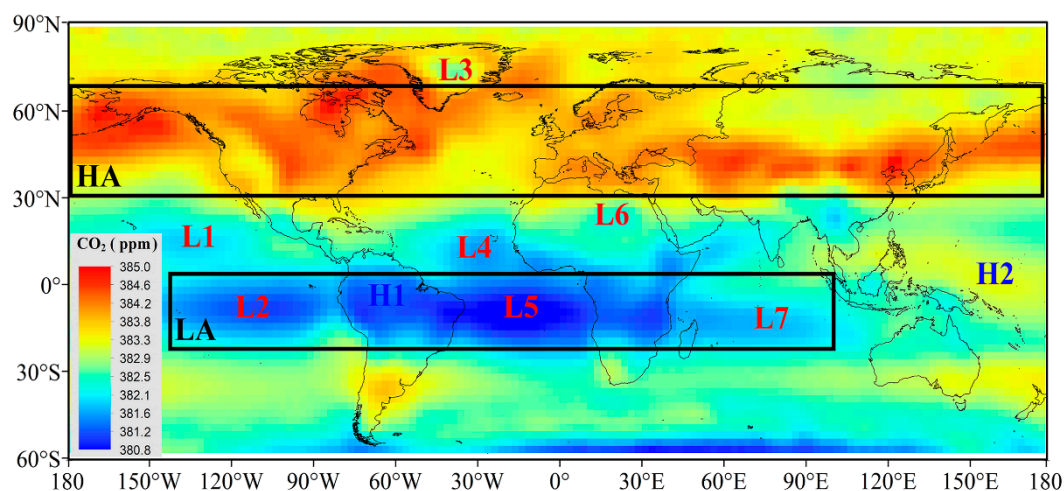 90°N
60°N
30°N
0°
30°S
60°S
L3
HA
L6
L1
L4
H2
H1
L2
L5
L7
LA
CO₂ ( ppm)
385.0
384.6
384.2
383.8
383.3
382.9
382.5
382.1
381.6
381.2
380.8
180 150°W 120°W 90°W 60°W 30°W 0° 30°E 60°E 90°E 120°E 150°E 180